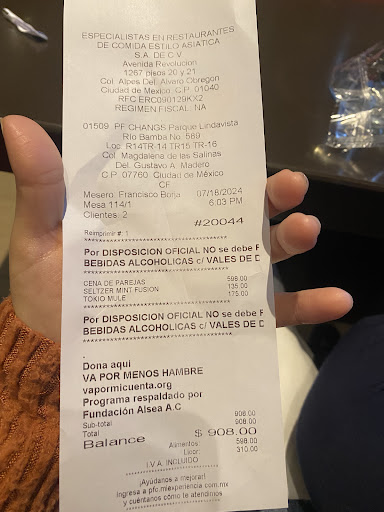 ESPECIALISTAS EN RESTAURANTES
DE COMIDA ESTILO ASIATICA
S.A. DE C.V
Avenida Revolucion
1267 pisos 20 y 21
Col. Alpes Del. Alvaro Obregon
Ciudad de Mexico. C.P. 01040
RFC ERC090129KX2
REGIMEN FISCAL: NA
01509 PF CHANGS Parque Lindavista
Río Bamba No. 589
Loc. R14TR-14 TR15 TR-16
Col. Magdalena de las Salinas
Del. Gustavo A. Madero
C.P. 07760. Ciudad de México
CF
Mesero: Francisco Borja 07/16/2024
Mesa 114/1 6:03 PM
Clientes: 2
#20044
Reimprimir #: 1
Por DISPOSICION OFICIAL NO se debe F
BEBIDAS ALCOHOLICAS c/ VALES DE D
CENA DE PAREJAS 598.00
SELTZER MINT FUSION 135.00
TOKIO MULE 175.00
Por DISPOSICION OFICIAL NO se debe F
BEBIDAS ALCOHOLICAS c/ VALES DE D
Dona aqui
VA POR MENOS HAMBRE
vapormicuenta.org
Programa respaldado por
Fundación Alsea A.C
Sub-total 908.00
Total 908.00
Balance $ 908.00
Alimentos: 598.00
Licor: 310.00
I.V.A. INCLUIDO
¡Ayudanos a mejorar!
Ingresa a pfc.miexperiencia.com.mx
y cuéntanos cómo te atendimos